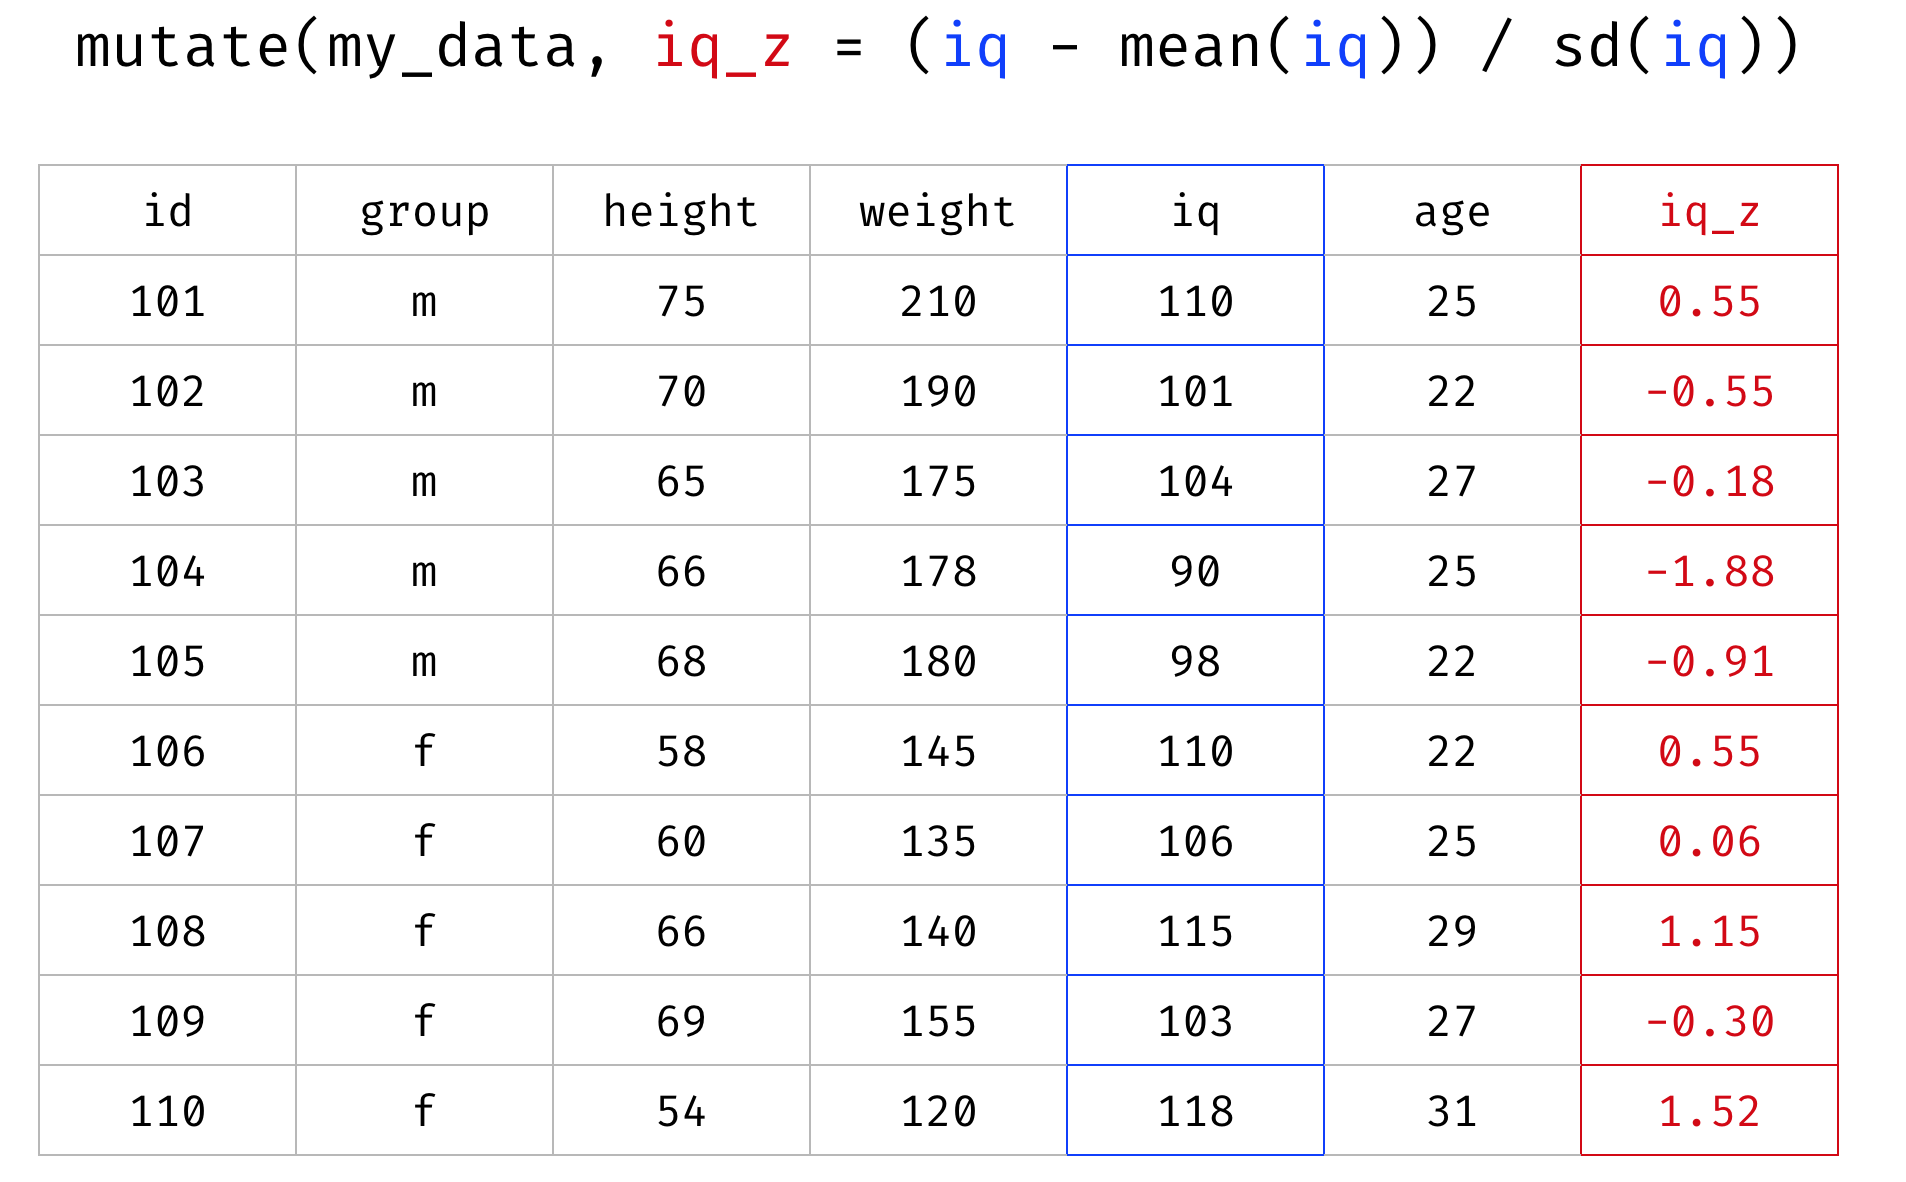 mutate(my_data, iq_z = (iq - mean(iq)) / sd(iq))
id group height weight iq age iq_z
101 m 75 210 110 25 0.55
102 m 70 190 101 22 -0.55
103 m 65 175 104 27 -0.18
104 m 66 178 90 25 -1.88
105 m 68 180 98 22 -0.91
106 f 58 145 110 22 0.55
107 f 60 135 106 25 0.06
108 f 66 140 115 29 1.15
109 f 69 155 103 27 -0.30
110 f 54 120 118 31 1.52